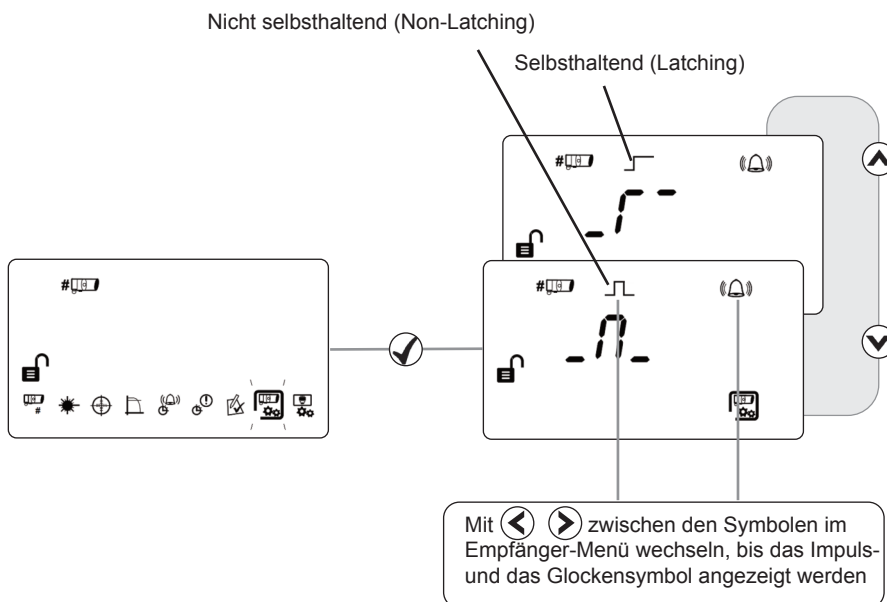 Nicht selbsthaltend (Non-Latching)
Selbsthaltend (Latching)
#
#
#
#
Mit zwischen den Symbolen im
Empfänger-Menü wechseln, bis das Impuls-
und das Glockensymbol angezeigt werden